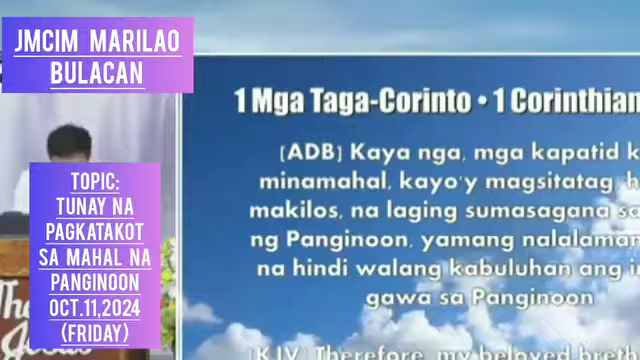 JMCIM MARILAO
BULACAN
TOPIC:
TUNAY NA
PAGKATAKOT
SA MAHAL NA
PANGINOON
OCT.11,2024
(FRIDAY)
1 Mga Taga-Corinto • 1 Corinthian
(ADB) Kaya nga, mga kapatid k
minamahal, kayo'y magsitatag, h
makilos, na laging sumasagana sa
ng Panginoon, yamang nalalaman
na hindi walang kabuluhan ang in
gawa sa Panginoon
(KJV) Therefore, my beloved breth